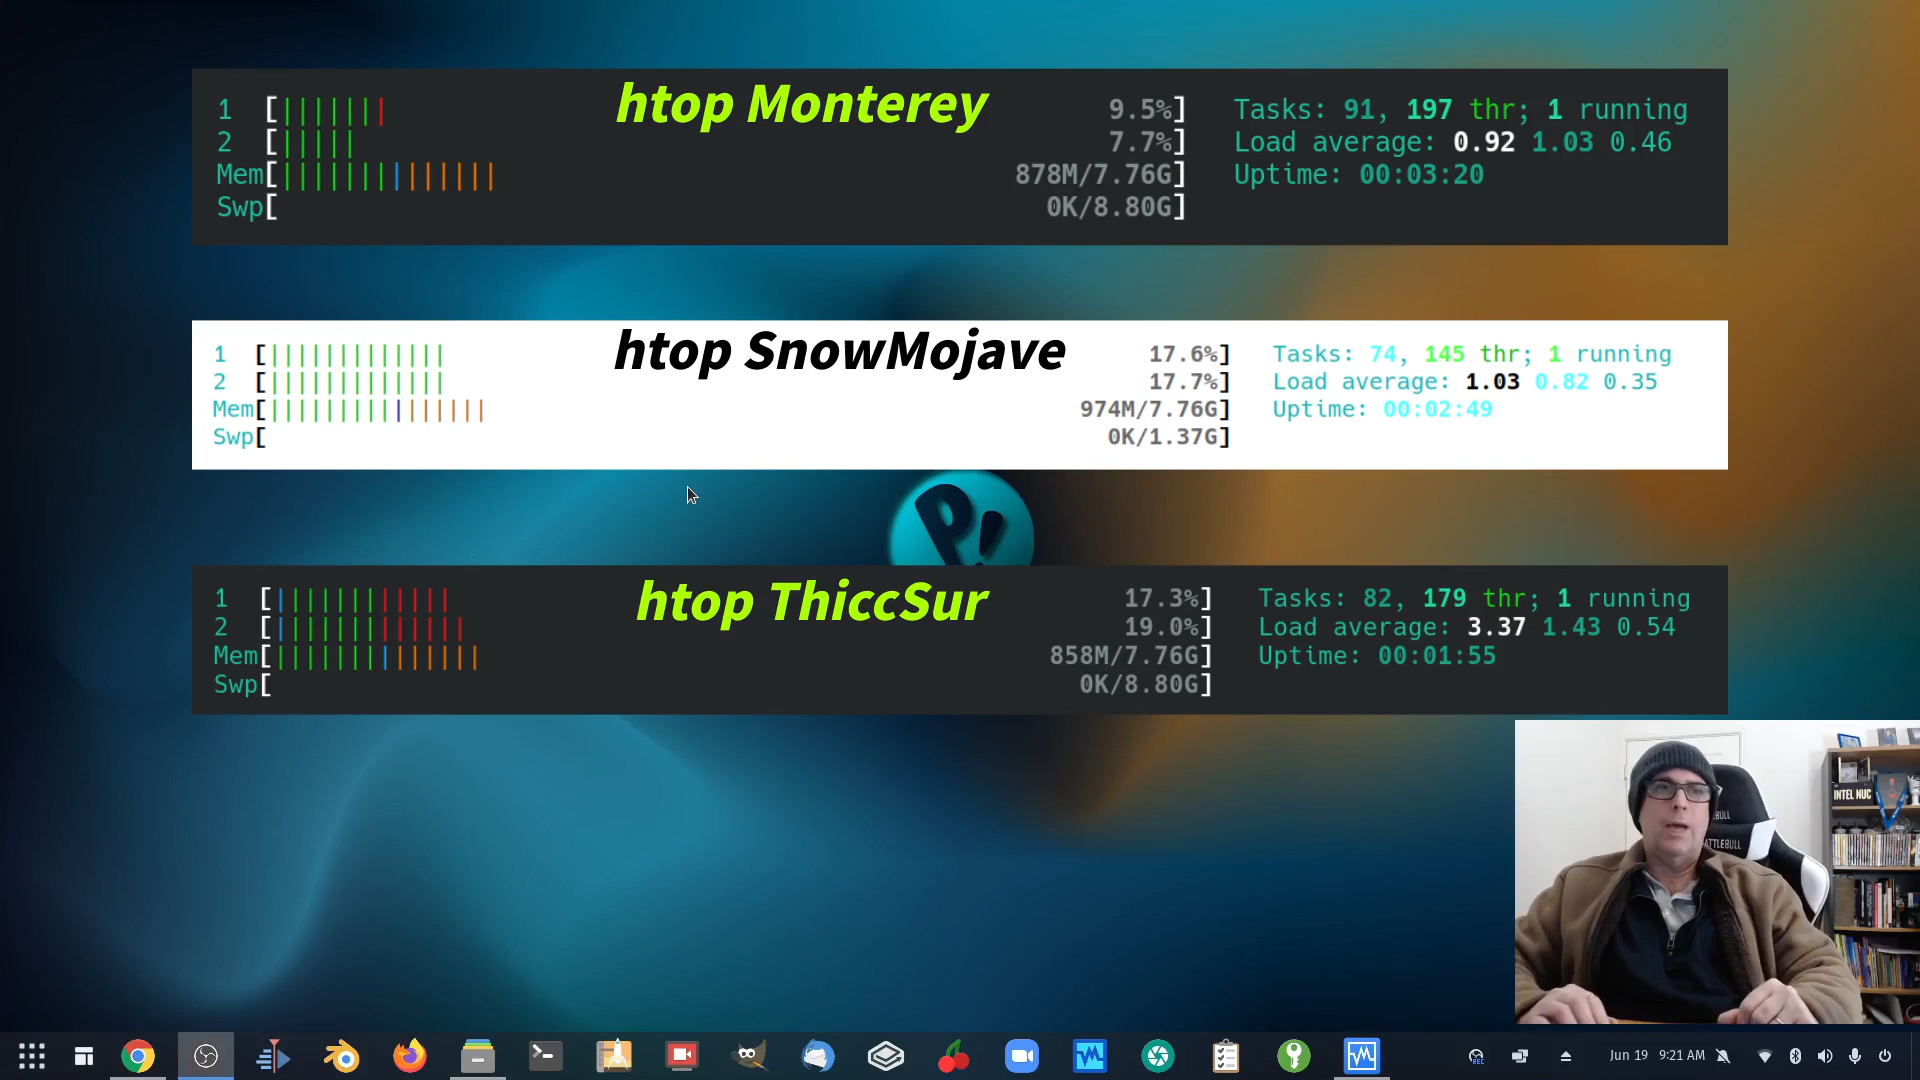 htop Monterey
1 [||||||| 9.5%] Tasks: 91, 197 thr; 1 running
2 [||||| 7.7%] Load average: 0.92 1.03 0.46
Mem[|||||||||||||||| 878M/7.76G] Uptime: 00:03:20
Swp[ 0K/8.80G]
htop SnowMojave
1 [||||||||||||| 17.6%] Tasks: 74, 145 thr; 1 running
2 [||||||||||||| 17.7%] Load average: 1.03 0.82 0.35
Mem[|||||||||||||||| 974M/7.76G] Uptime: 00:02:49
Swp[ 0K/1.37G]
P!
htop ThiccSur
1 [||||||||||||| 17.3%] Tasks: 82, 179 thr; 1 running
2 [|||||||||||||| 19.0%] Load average: 3.37 1.43 0.54
Mem[||||||||||||||| 858M/7.76G] Uptime: 00:01:55
Swp[ 0K/8.80G]
INTEL NUC
BULL
ATTLEBULL
REC
Jun 19 9:21 AM